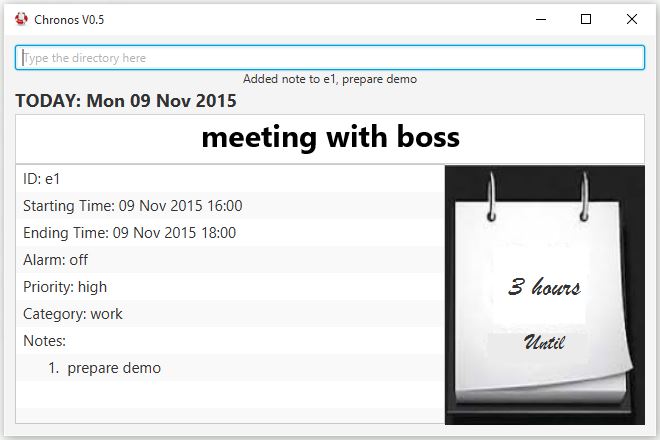 Chronos V0.5
Type the directory here
Added note to e1, prepare demo
TODAY: Mon 09 Nov 2015
meeting with boss
ID: e1
Starting Time: 09 Nov 2015 16:00
Ending Time: 09 Nov 2015 18:00
Alarm: off
Priority: high
Category: work
Notes:
1. prepare demo
3 hours
Until